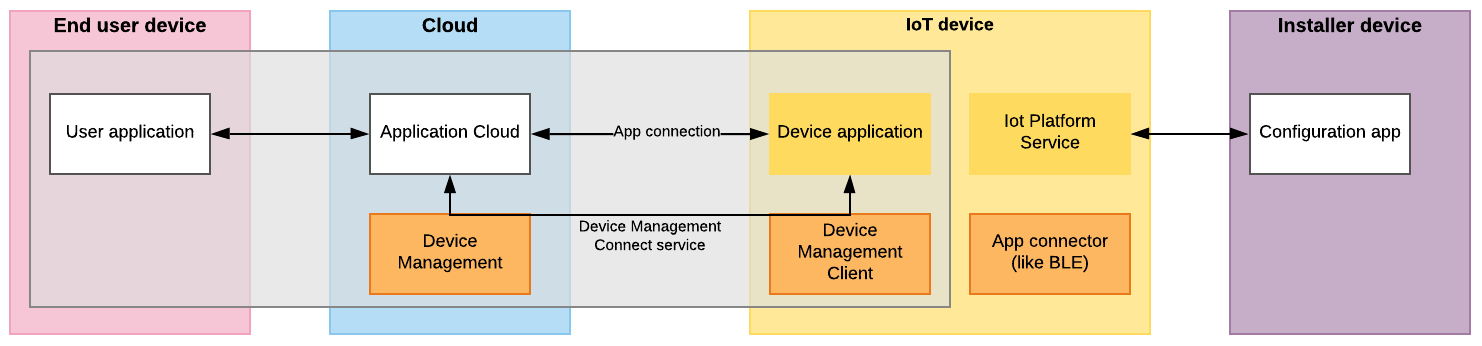 End user device
Cloud
IoT device
Installer device
User application
Application Cloud
App connection
Device application
Iot Platform
Service
Configuration app
Device
Management
Device Management
Connect service
Device
Management
Client
App connector
(like BLE)